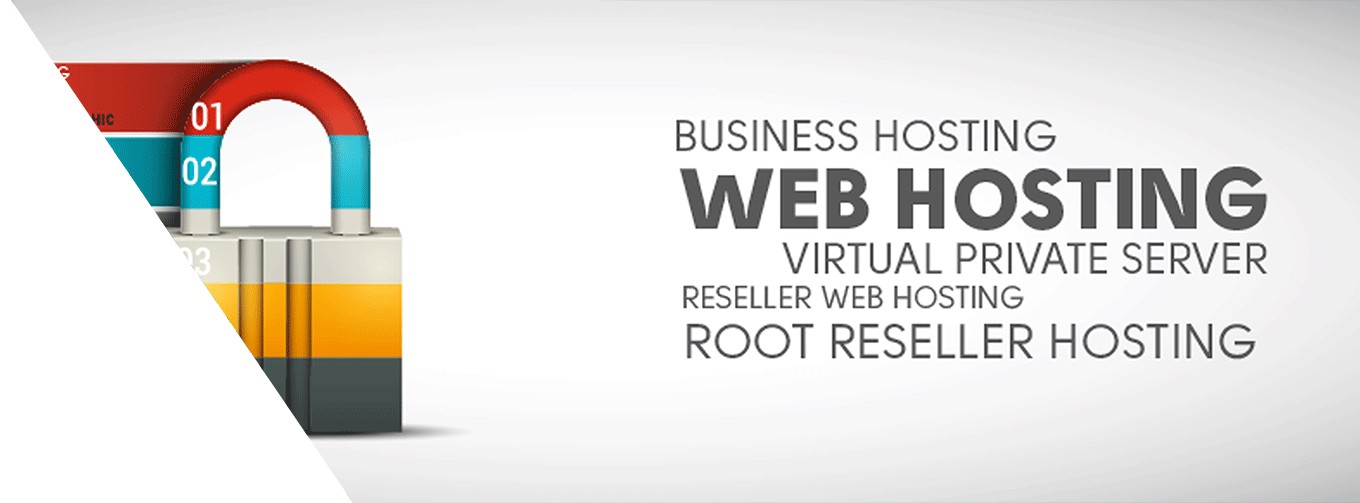 01
02
BUSINESS HOSTING
WEB HOSTING
VIRTUAL PRIVATE SERVER
RESELLER WEB HOSTING
ROOT RESELLER HOSTING